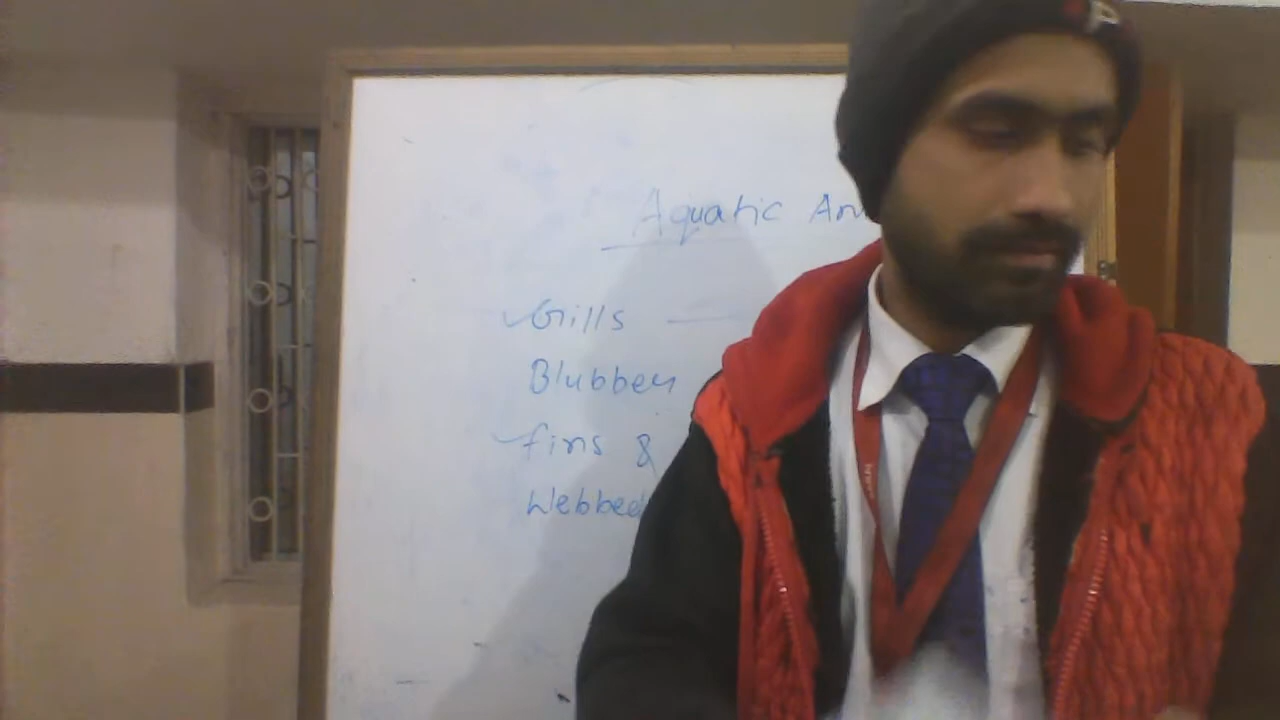 Aquatic
Gills —
Blubber
fins &
Webbed